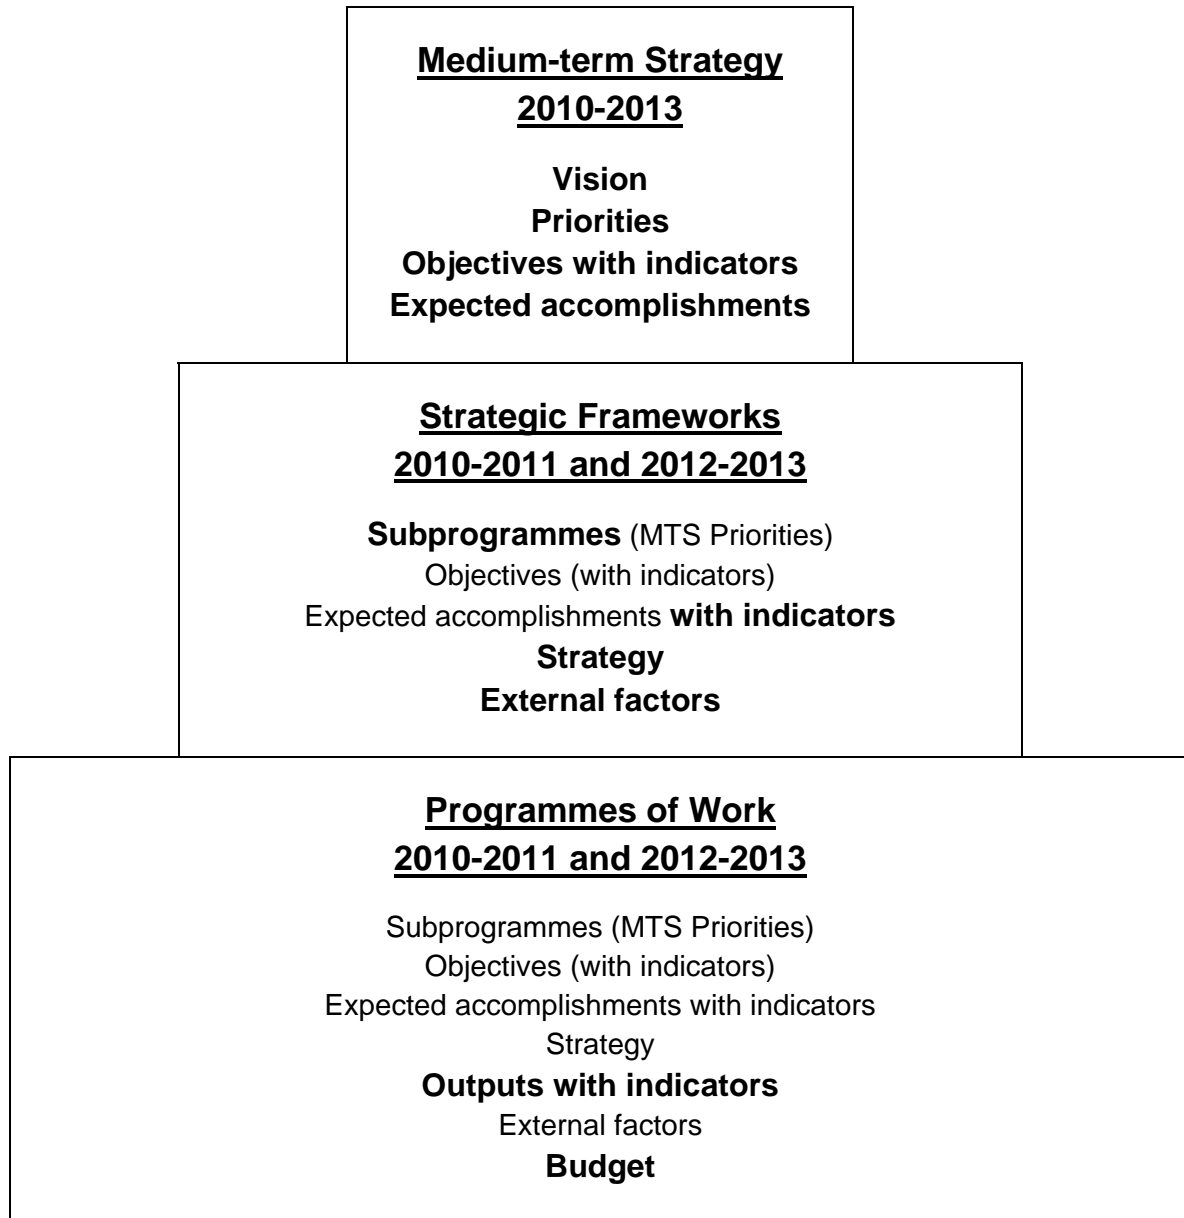 Medium-term Strategy
2010-2013
Vision
Priorities
Objectives with indicators
Expected accomplishments
Strategic Frameworks
2010-2011 and 2012-2013
Subprogrammes (MTS Priorities)
Objectives (with indicators)
Expected accomplishments with indicators
Strategy
External factors
Programmes of Work
2010-2011 and 2012-2013
Subprogrammes (MTS Priorities)
Objectives (with indicators)
Expected accomplishments with indicators
Strategy
Outputs with indicators
External factors
Budget